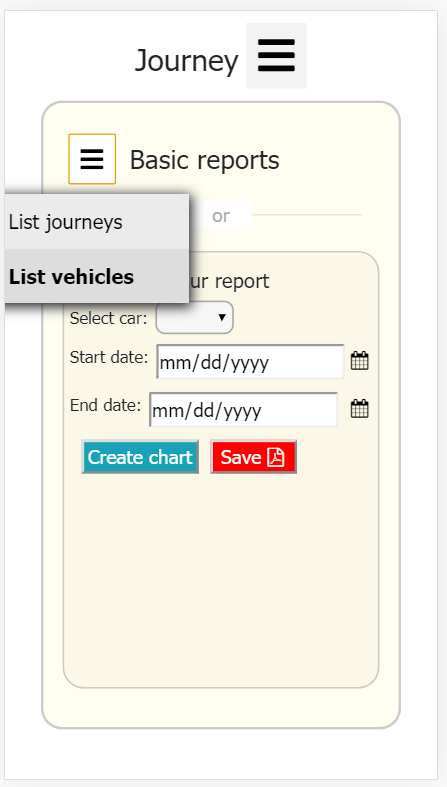 Journey
Basic reports
List journeys
or
List vehicles
ur report
Select car:
Start date: mm/dd/yyyy
End date: mm/dd/yyyy
Create chart Save